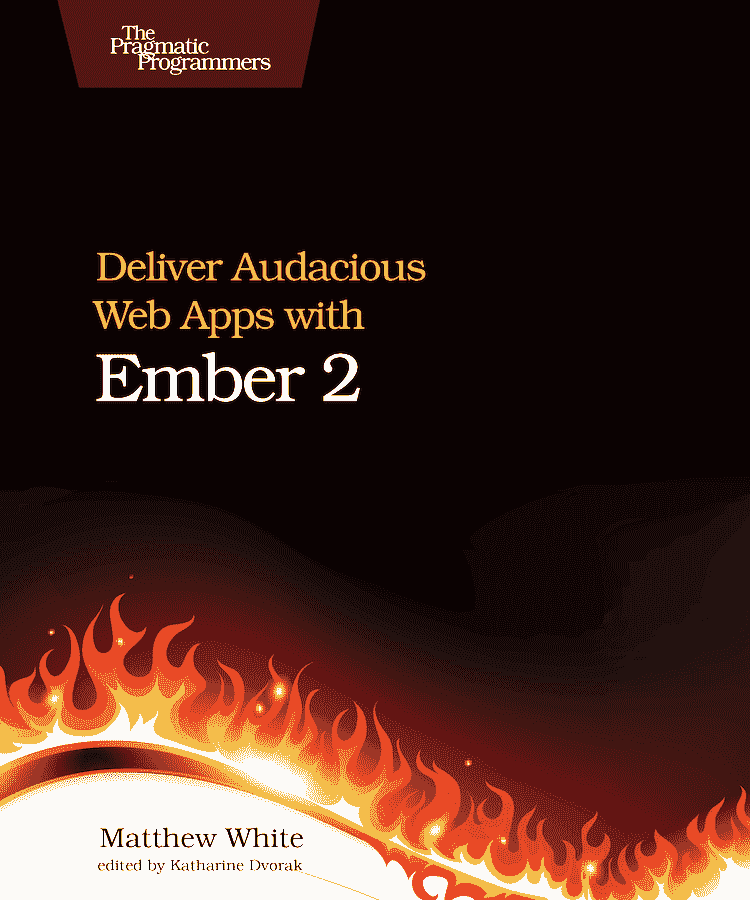 The
Pragmatic
Programmers
Deliver Audacious
Web Apps with
Ember 2
Matthew White
edited by Katharine Dvorak